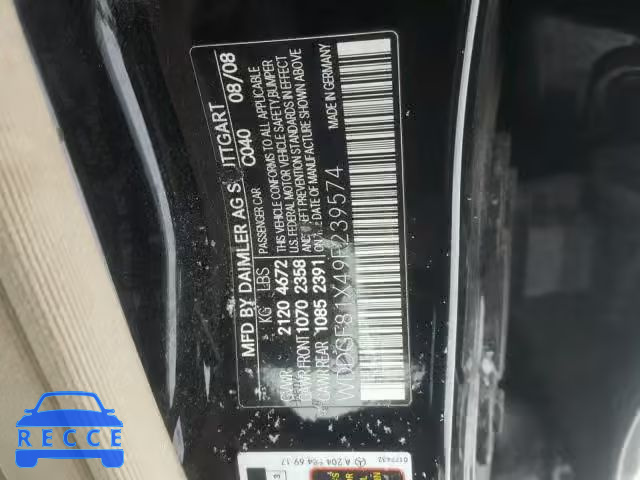 MFD BY DAIMLER AG S ITTGART
KG LBS PASSENGER CAR C040 08/08
GVWR 2120 4672 THIS VEHICLE CONFORMS TO ALL APPLICABLE
GAWR FRONT 1070 2358 U.S. FEDERAL MOTOR VEHICLE SAFETY, BUMPER
GAWR REAR 1085 2391 AND THEFT PREVENTION STANDARDS IN EFFECT
ON THE DATE OF MANUFACTURE SHOWN ABOVE
WDDGF81X49F239574 MADE IN GERMANY
A 204 584 69 17
RECCE